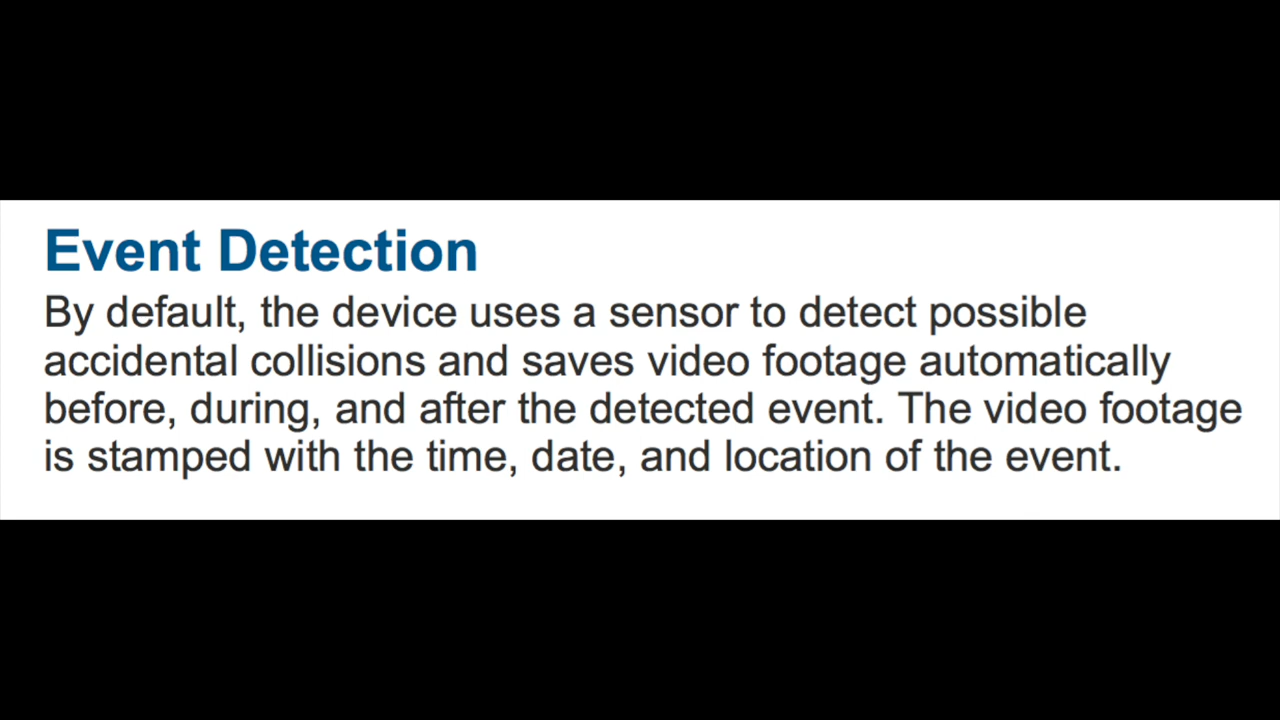 Event Detection
By default, the device uses a sensor to detect possible
accidental collisions and saves video footage automatically
before, during, and after the detected event. The video footage
is stamped with the time, date, and location of the event.